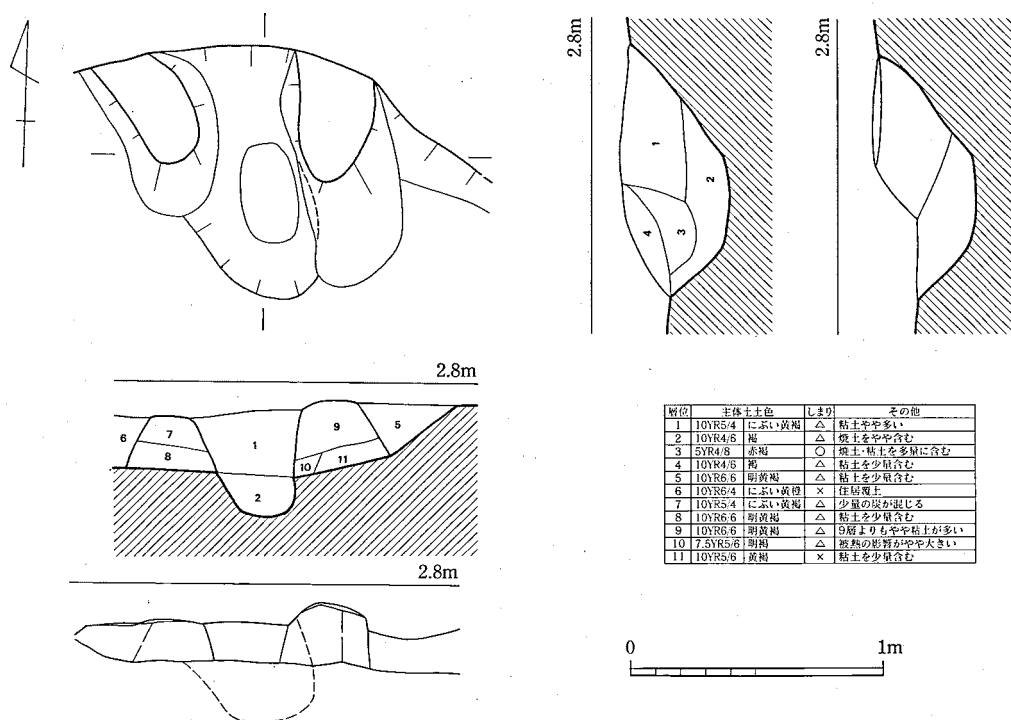 2.8m
2.8m
1
2
3
4
2.8m
6
7
8
1
2
9
10
11
5
2.8m
層位 主体土土色 しまり その他
1 10YR5/4 にぶい黄褐 △ 粘土やや多い
2 10YR4/6 褐 △ 焼土をやや含む
3 5YR4/8 赤褐 ○ 焼土・粘土を多量に含む
4 10YR4/6 褐 △ 粘土を少量含む
5 10YR6/6 明黄褐 △ 粘土を少量含む
6 10YR6/4 にぶい黄橙 × 住居覆土
7 10YR5/4 にぶい黄褐 △ 少量の炭が混じる
8 10YR6/6 明黄褐 △ 粘土を少量含む
9 10YR6/6 明黄褐 △ 9層よりもやや粘土が多い
10 7.5YR5/6 明褐 △ 被熱の影響がやや大きい
11 10YR5/6 黄褐 × 粘土を少量含む
0 1m